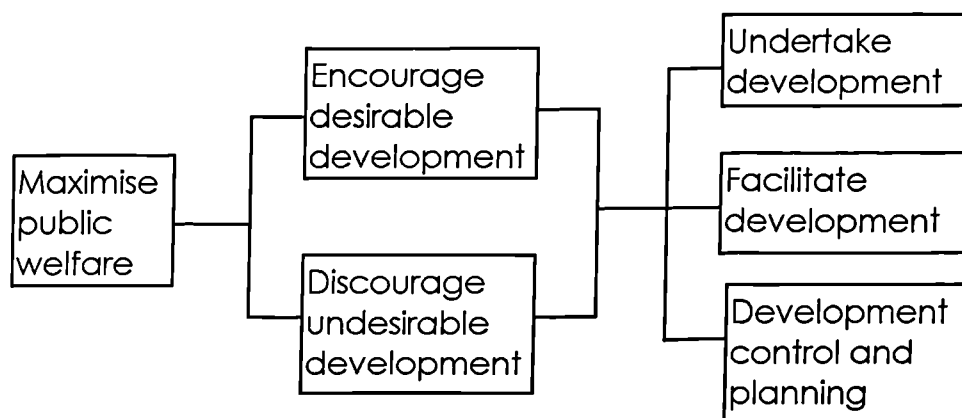 Maximise
public
welfare
Encourage
desirable
development
Discourage
undesirable
development
Undertake
development
Facilitate
development
Development
control and
planning